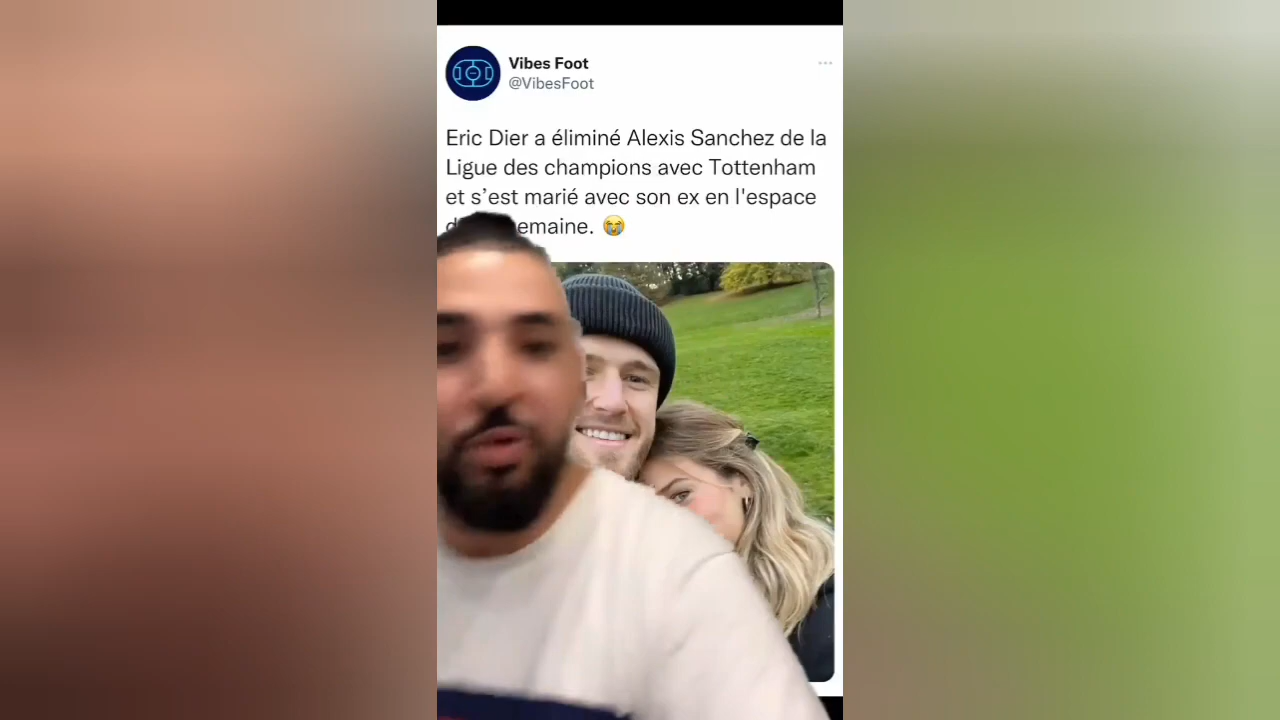 Vibes Foot
@VibesFoot
Eric Dier a éliminé Alexis Sanchez de la
Ligue des champions avec Tottenham
et s’est marié avec son ex en l'espace
emaine. 😭